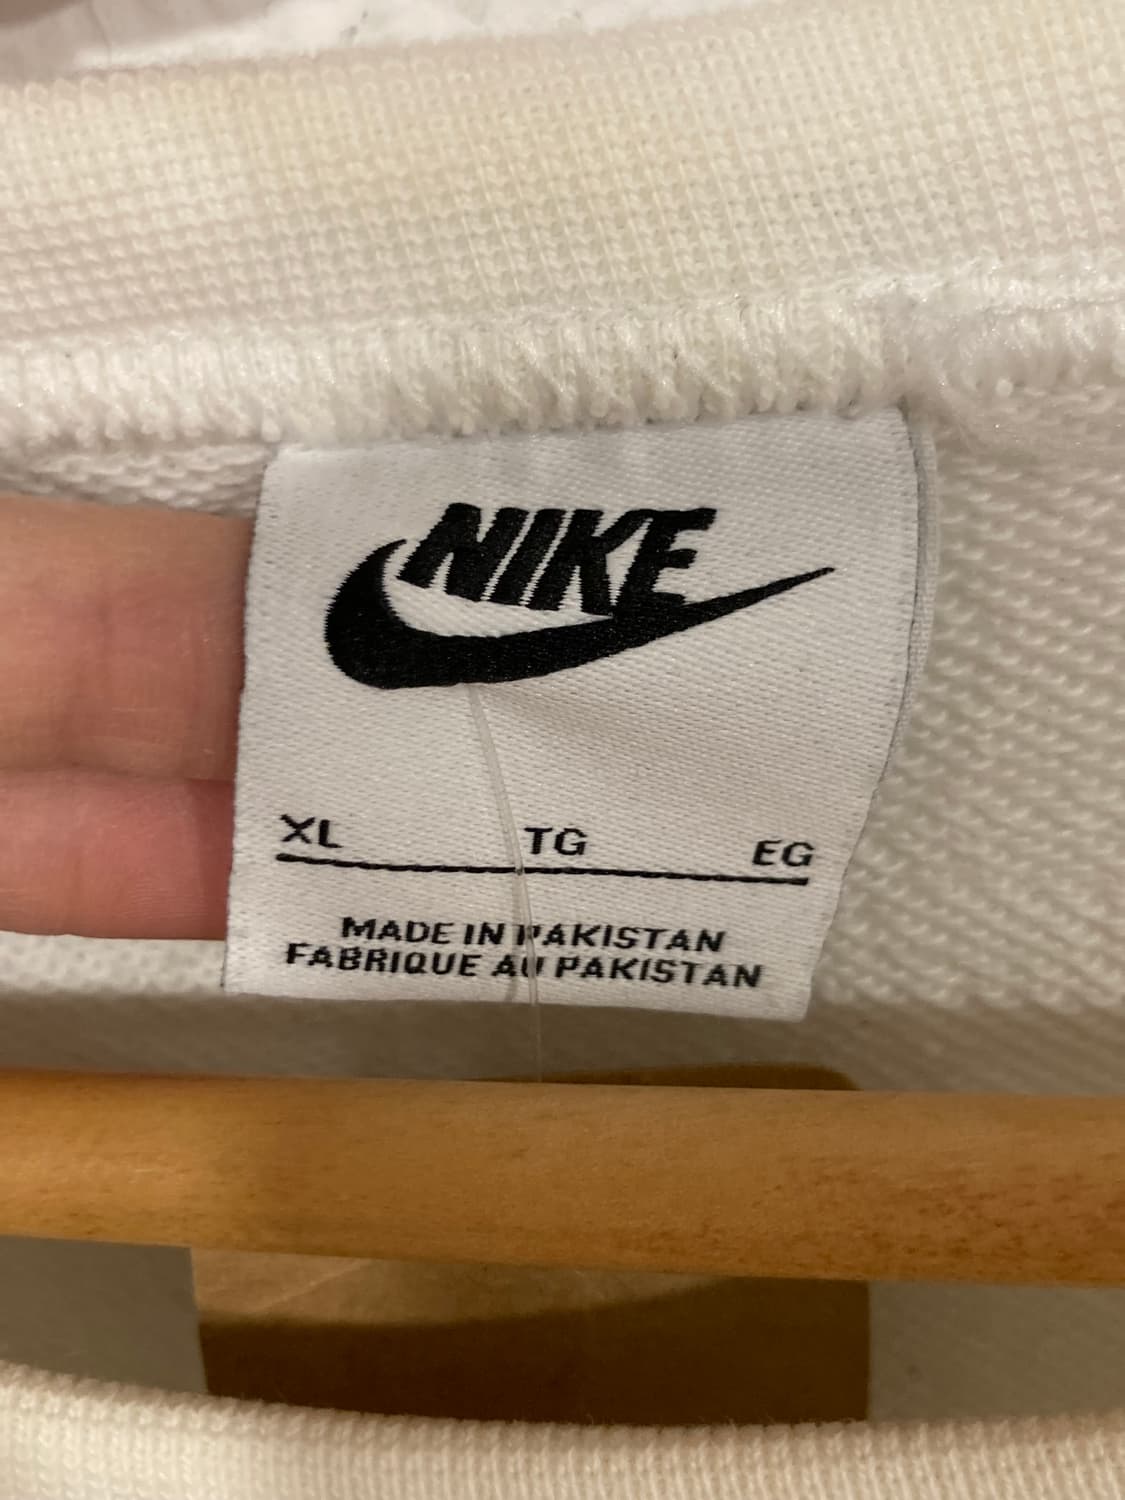 NIKE
XL TG EG
MADE IN PAKISTAN
FABRIQUE AU PAKISTAN